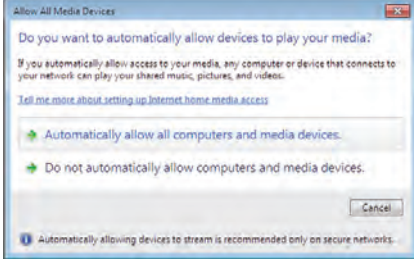 Allow All Media Devices
Do you want to automatically allow devices to play your media?
If you automatically allow access to your media, any computer or device that connects to
your network can play your shared music, pictures, and videos.
Tell me more about setting up Internet home media access
Automatically allow all computers and media devices.
Do not automatically allow computers and media devices.
Cancel
Automatically allowing devices to stream is recommended only on secure networks.